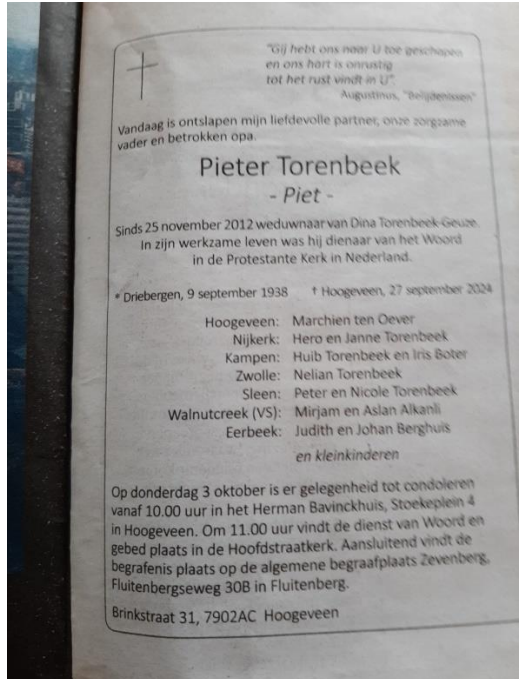 "Gij hebt ons naar U toe geschapen
en ons hart is onrustig
tot het rust vindt in U".
Augustinus, "Belijdenissen"
Vandaag is ontslapen mijn liefdevolle partner, onze zorgzame
vader en betrokken opa.
Pieter Torenbeek
- Piet -
Sinds 25 november 2012 weduwnaar van Dina Torenbeek-Geuze.
In zijn werkzame leven was hij dienaar van het Woord
in de Protestante Kerk in Nederland.
* Driebergen, 9 september 1938 † Hoogeveen, 27 september 2024
Hoogeveen: Marchien ten Oever
Nijkerk: Hero en Janne Torenbeek
Kampen: Huib Torenbeek en Iris Boter
Zwolle: Nelian Torenbeek
Sleen: Peter en Nicole Torenbeek
Walnutcreek (VS): Mirjam en Aslan Alkanli
Eerbeek: Judith en Johan Berghuis
en kleinkinderen
Op donderdag 3 oktober is er gelegenheid tot condoleren
vanaf 10.00 uur in het Herman Bavinckhuis, Stoekeplein 4
in Hoogeveen. Om 11.00 uur vindt de dienst van Woord en
gebed plaats in de Hoofdstraatkerk. Aansluitend vindt de
begrafenis plaats op de algemene begraafplaats Zevenberg,
Fluitenbergseweg 30B in Fluitenberg.
Brinkstraat 31, 7902AC Hoogeveen